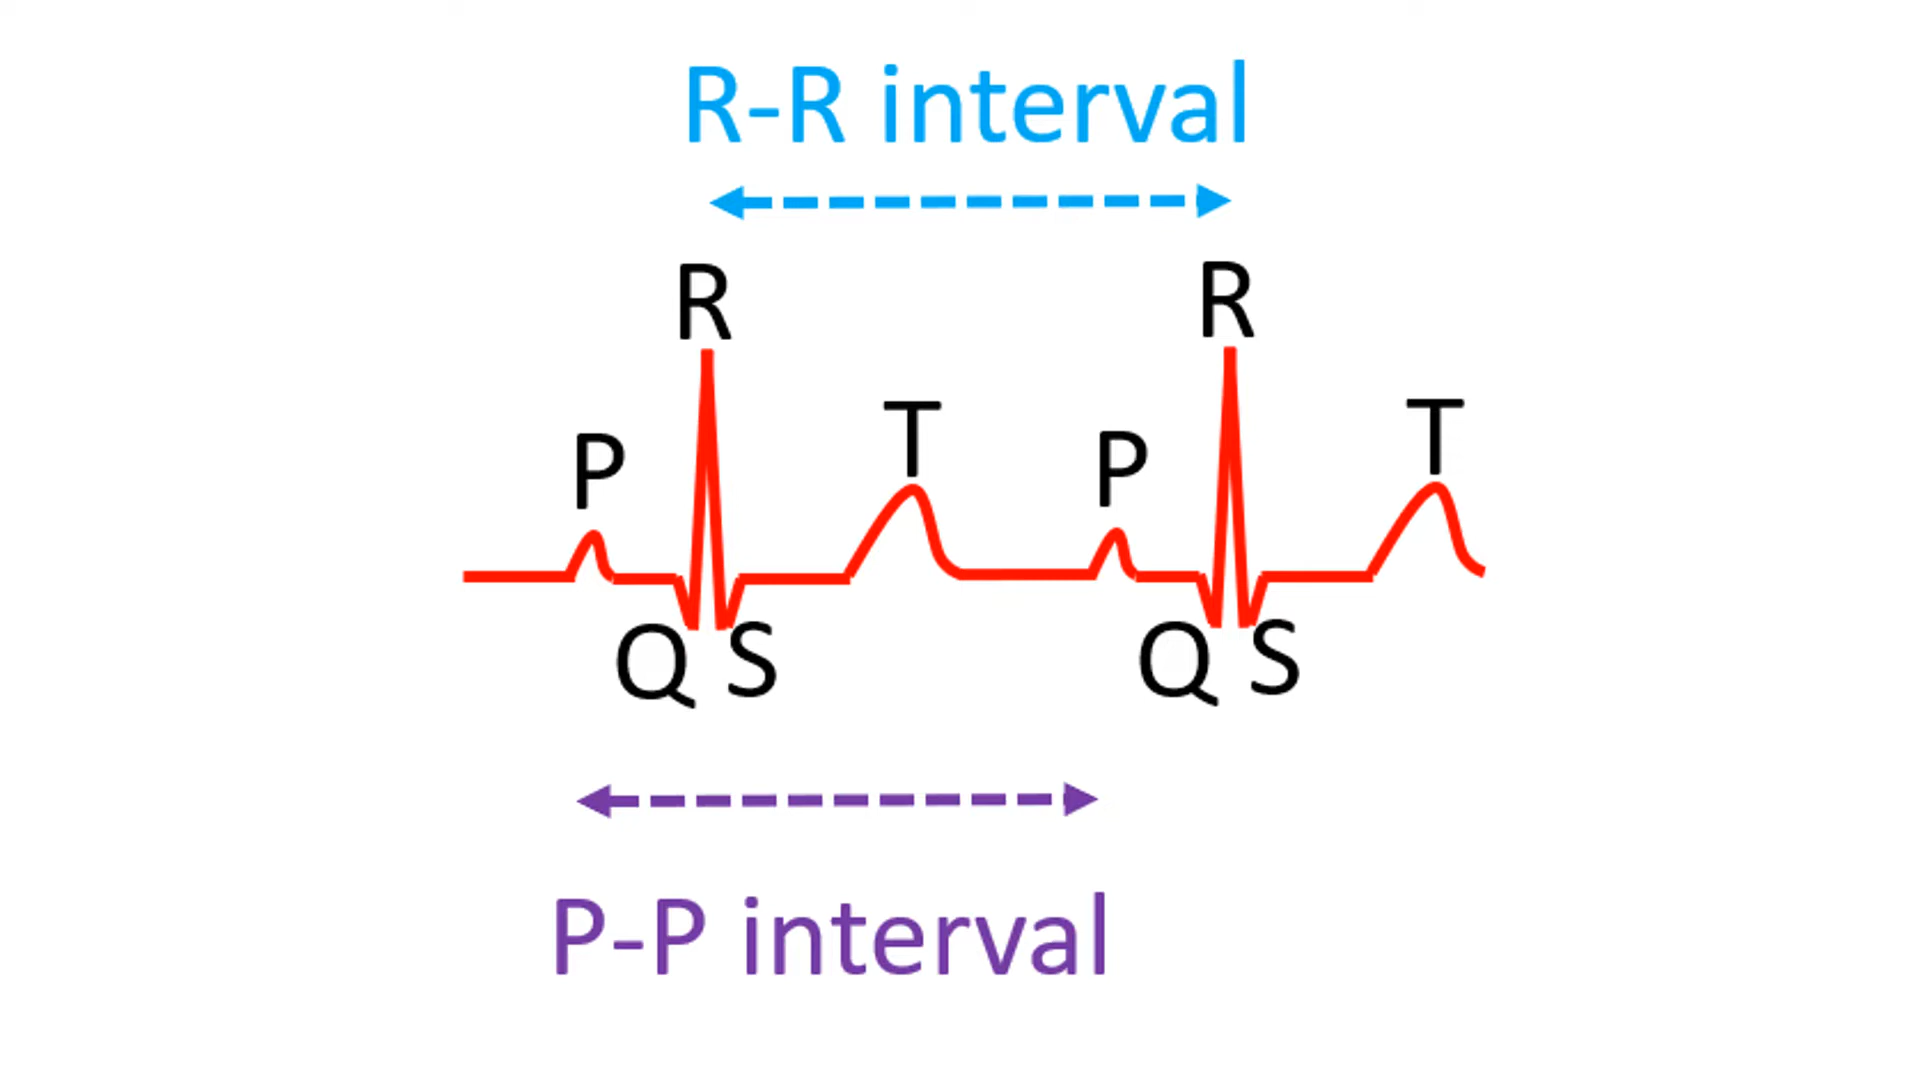 R-R interval
R
R
P
T
P
T
Q
S
Q
S
P-P interval